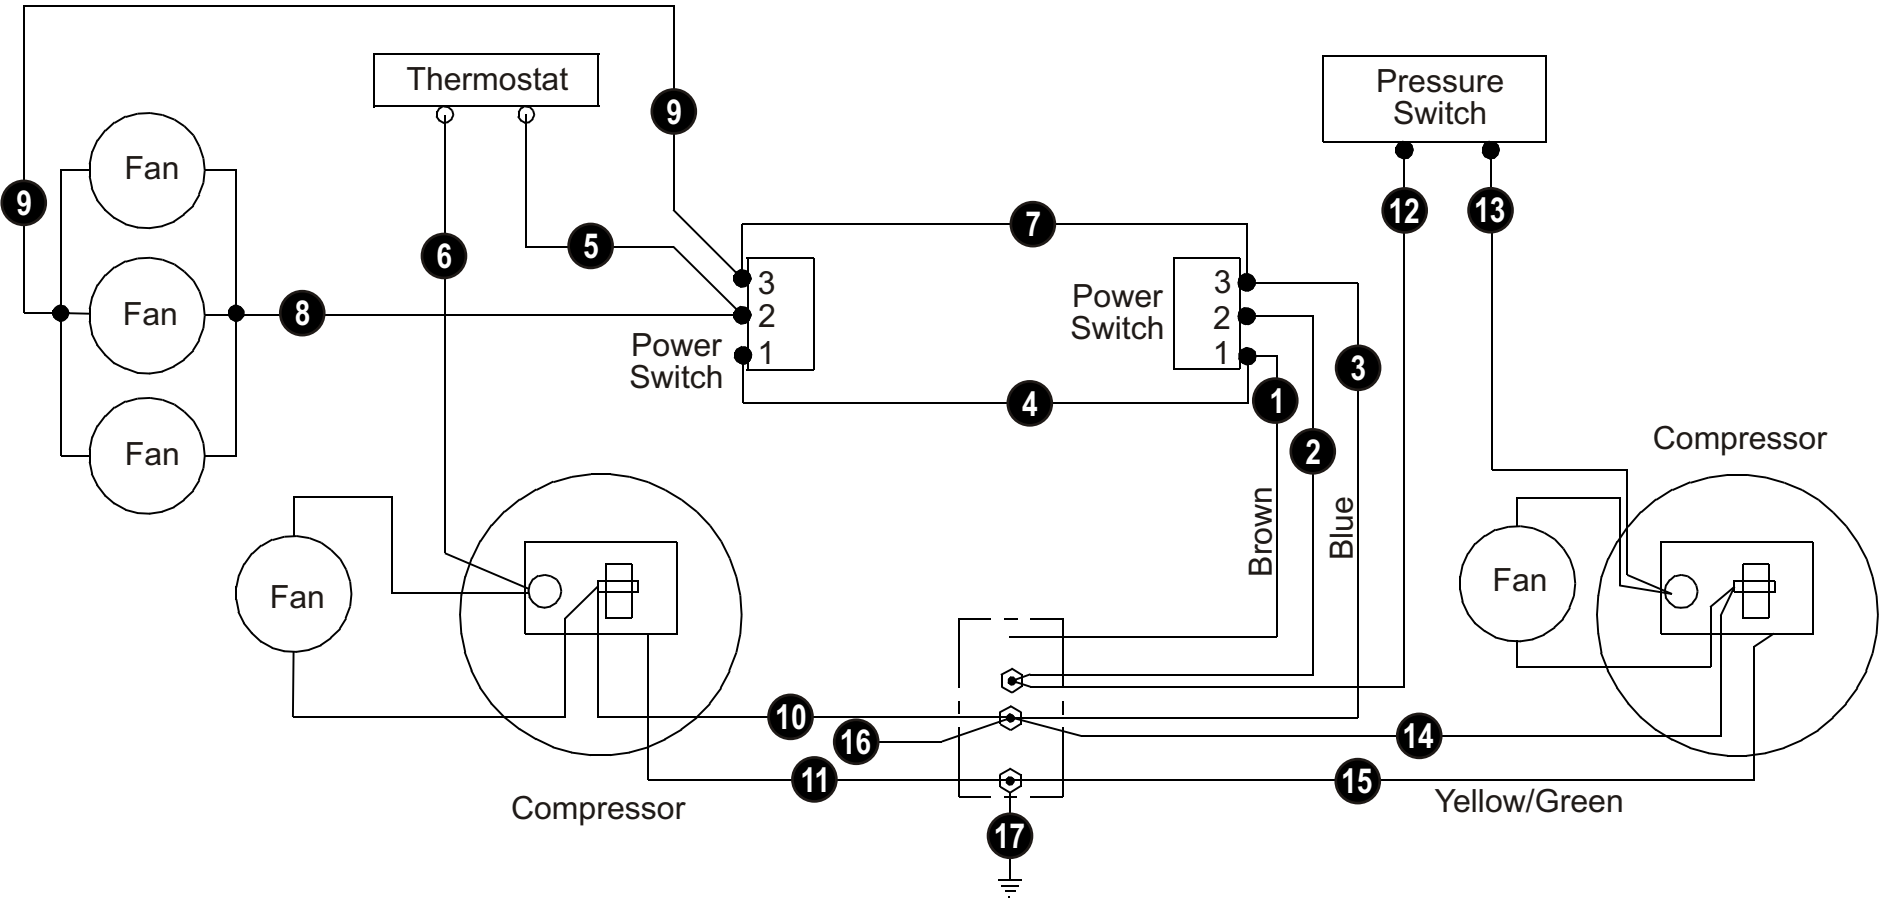 Thermostat
Pressure
Switch
9
Fan
9
12
13
7
6
5
3
2
1
Power
Switch
Power
Switch
3
2
1
Fan
8
3
4
1
2
Compressor
Fan
Brown
Blue
Fan
Fan
10
16
14
11
15
Yellow/Green
Compressor
17